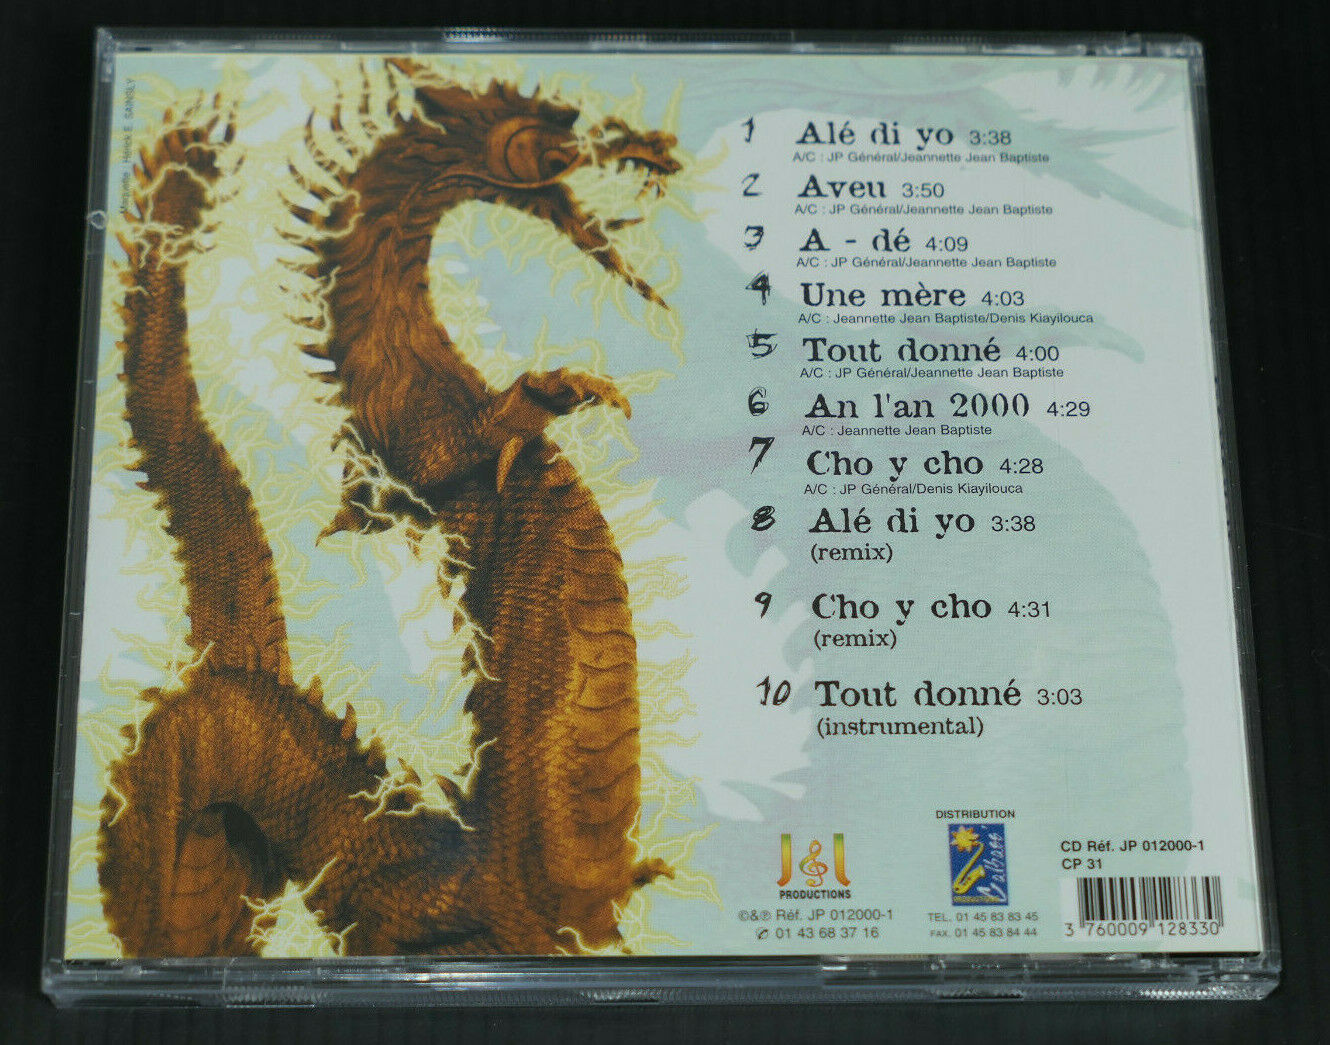 Maquette Hérick E. SAINSILY
1 Alé di yo 3:38
A/C : JP Général/Jeannette Jean Baptiste
2 Aveu 3:50
A/C : JP Général/Jeannette Jean Baptiste
3 A - dé 4:09
A/C : JP Général/Jeannette Jean Baptiste
4 Une mère 4:03
A/C : Jeannette Jean Baptiste/Denis Kiayilouca
5 Tout donné 4:00
A/C : JP Général/Jeannette Jean Baptiste
6 An l'an 2000 4:29
A/C : Jeannette Jean Baptiste
7 Cho y cho 4:28
A/C : JP Général/Denis Kiayilouca
8 Alé di yo 3:38
(remix)
9 Cho y cho 4:31
(remix)
10 Tout donné 3:03
(instrumental)
PRODUCTIONS
©&℗ Réf. JP 012000-1
✆ 01 43 68 37 16
DISTRIBUTION
TEL. 01 45 83 83 45
FAX. 01 45 83 84 44
CD Réf. JP 012000-1
CP 31
3 760009 128330